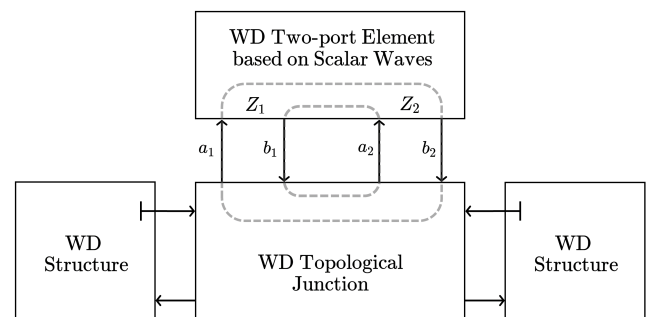 WD Two-port Element
based on Scalar Waves
Z₁ Z₂
a₁ b₁ a₂ b₂
WD
Structure
WD Topological
Junction
WD
Structure